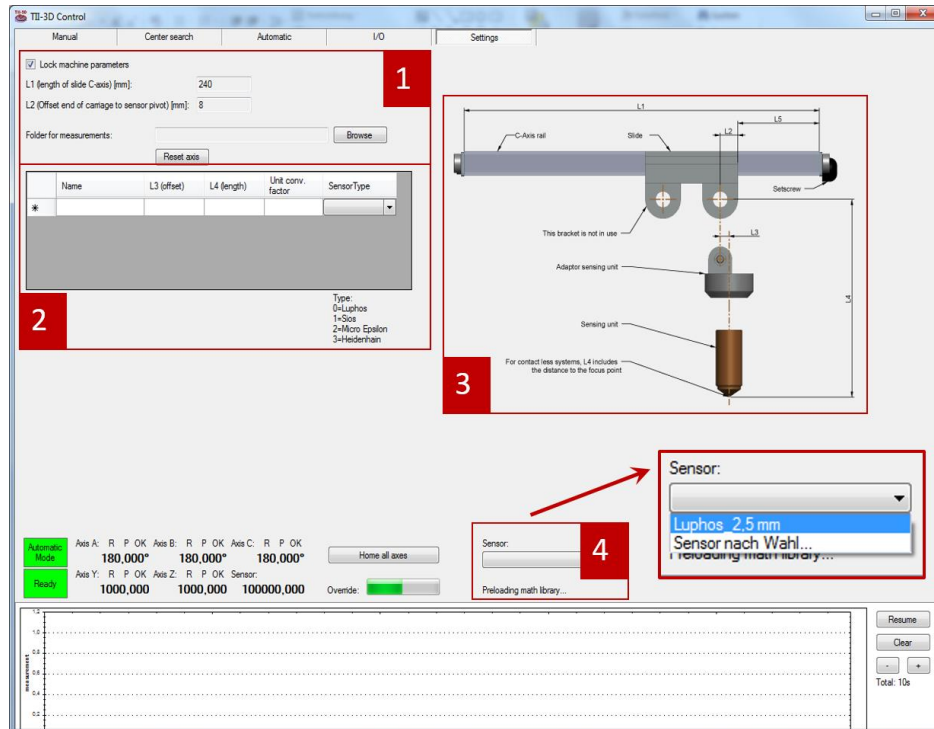 TII-3D Control
Manual Center search Automatic I/O Settings
Lock machine parameters
L1 (length of slide C-axis) [mm]: 240
L2 (Offset end of carriage to sensor pivot) [mm]: 8
Folder for measurements: Browse
Reset axis
1
Name L3 (offset) L4 (length) Unit conv. factor SensorType
Type:
0=Luphos
1=Sios
2=Micro Epsilon
3=Heidenhain
2
L1
L5
L2
C-Axis rail
Slide
Setscrew
This bracket is not in use
L3
Adaptor sensing unit
L4
Sensing unit
For contact less systems, L4 includes
the distance to the focus point
3
Sensor:
Luphos_2,5 mm
Sensor nach Wahl...
Preloading math library...
Automatic Mode
Axis A: R P OK Axis B: R P OK Axis C: R P OK
180,000° 180,000° 180,000°
Home all axes
Ready
Axis Y: R P OK Axis Z: R P OK Sensor:
1000,000 1000,000 100000,000
Override:
Sensor:
4
Preloading math library...
1,2
1,0
0,8
0,6
0,4
0,2
measurement
Resume
Clear
- +
Total: 10s